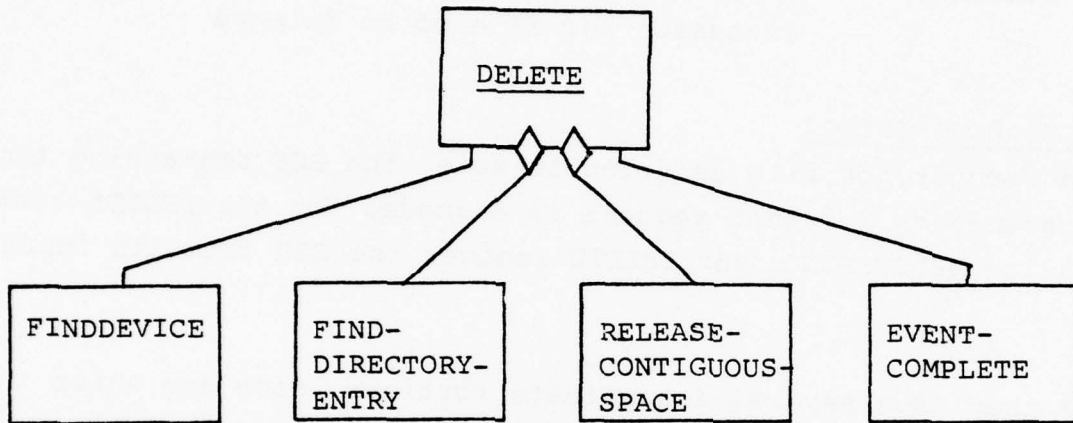 DELETE
FINDDEVICE
FIND-
DIRECTORY-
ENTRY
RELEASE-
CONTIGUOUS-
SPACE
EVENT-
COMPLETE